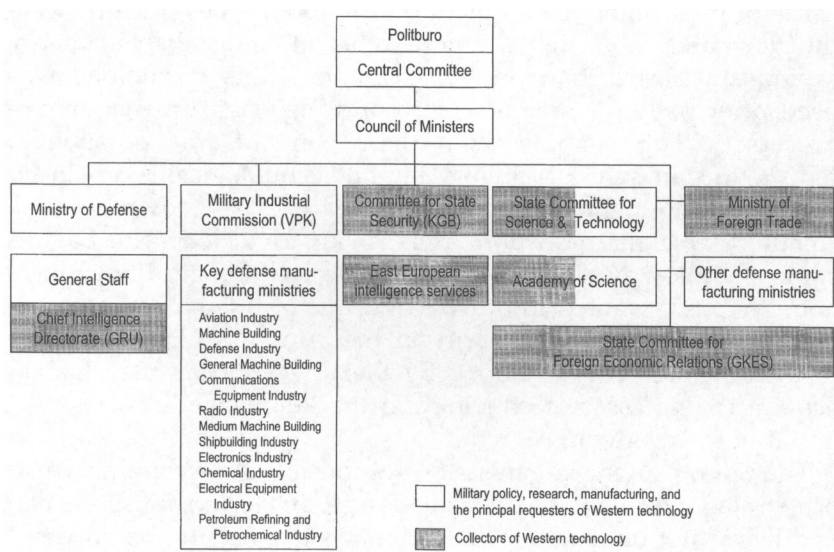 Politburo
Central Committee
Council of Ministers
Ministry of Defense
Military Industrial
Commission (VPK)
Committee for State
Security (KGB)
State Committee for
Science & Technology
Ministry of
Foreign Trade
General Staff
Chief Intelligence
Directorate (GRU)
Key defense manu-
facturing ministries
Aviation Industry
Machine Building
Defense Industry
General Machine Building
Communications
Equipment Industry
Radio Industry
Medium Machine Building
Shipbuilding Industry
Electronics Industry
Chemical Industry
Electrical Equipment
Industry
Petroleum Refining and
Petrochemical Industry
East European
intelligence services
Academy of Science
Other defense manu-
facturing ministries
State Committee for
Foreign Economic Relations (GKES)
Military policy, research, manufacturing, and
the principal requesters of Western technology
Collectors of Western technology